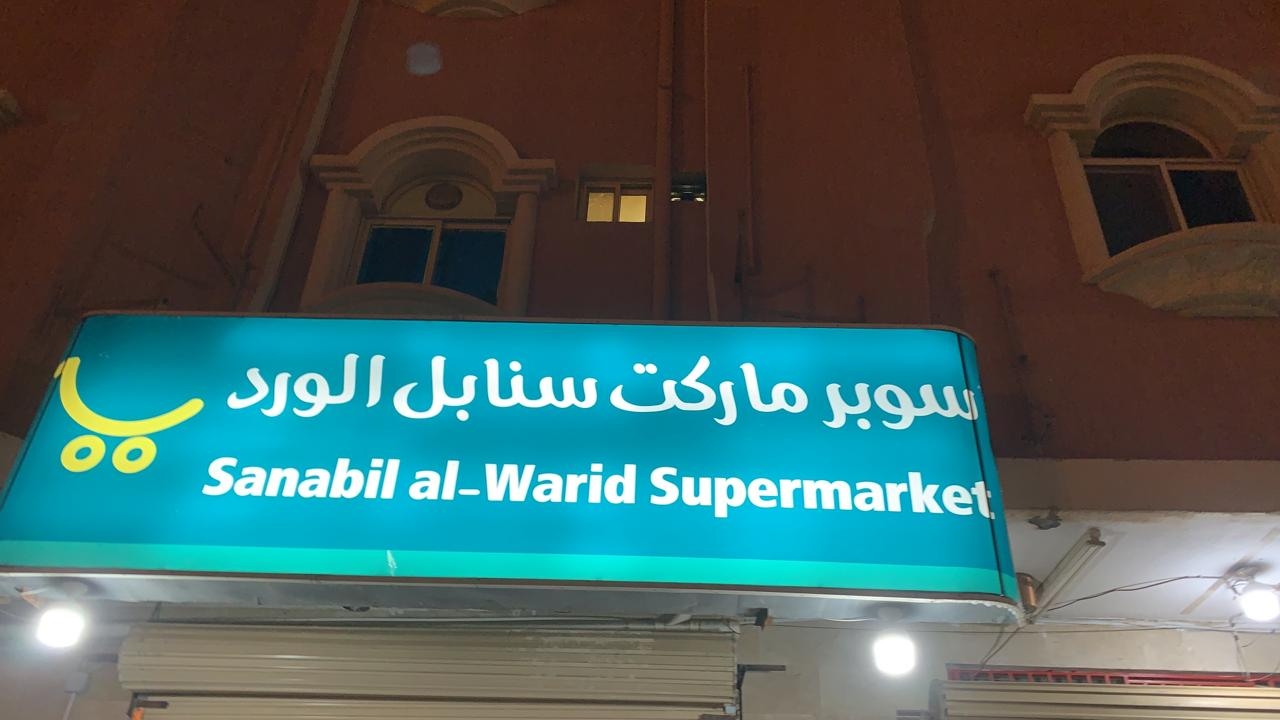 سوبر ماركت سنابل الورد
Sanabil al-Warid Supermarket